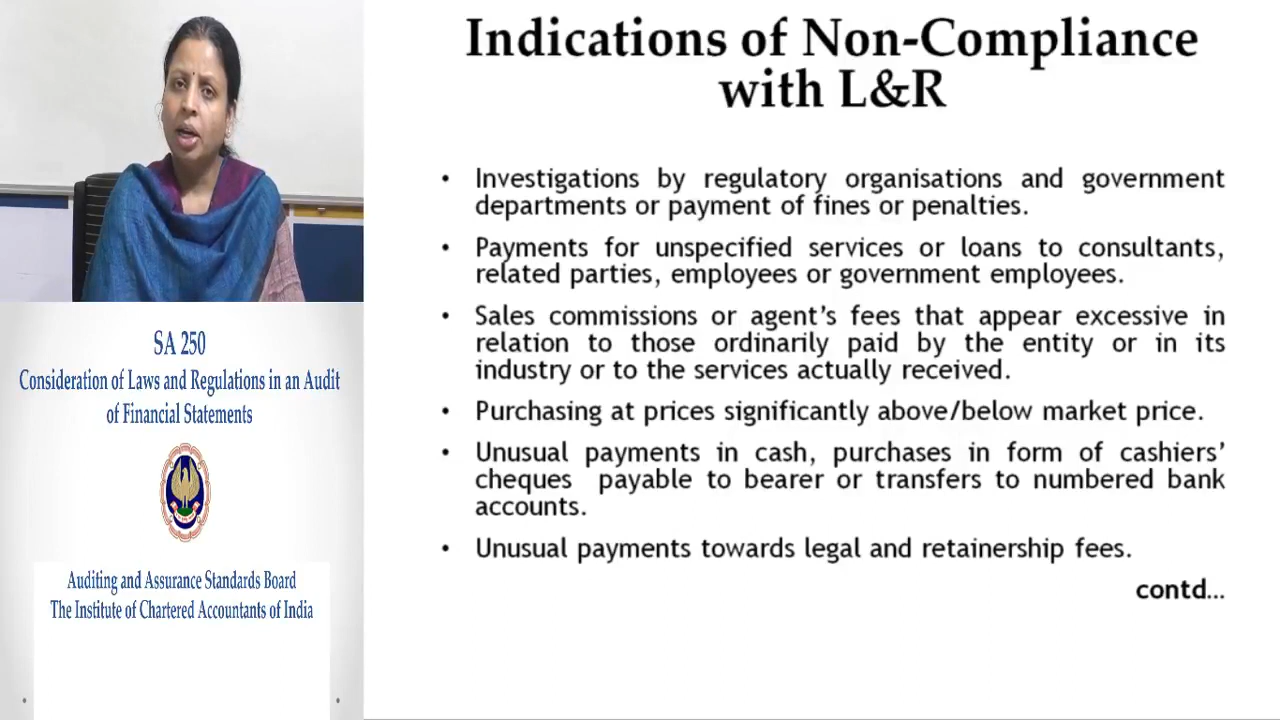 Indications of Non-Compliance
with L&R
• Investigations by regulatory organisations and government
departments or payment of fines or penalties.
• Payments for unspecified services or loans to consultants,
related parties, employees or government employees.
• Sales commissions or agent's fees that appear excessive in
relation to those ordinarily paid by the entity or in its
industry or to the services actually received.
• Purchasing at prices significantly above/below market price.
• Unusual payments in cash, purchases in form of cashiers'
cheques payable to bearer or transfers to numbered bank
accounts.
• Unusual payments towards legal and retainership fees.
contd...
SA 250
Consideration of Laws and Regulations in an Audit
of Financial Statements
Auditing and Assurance Standards Board
The Institute of Chartered Accountants of India